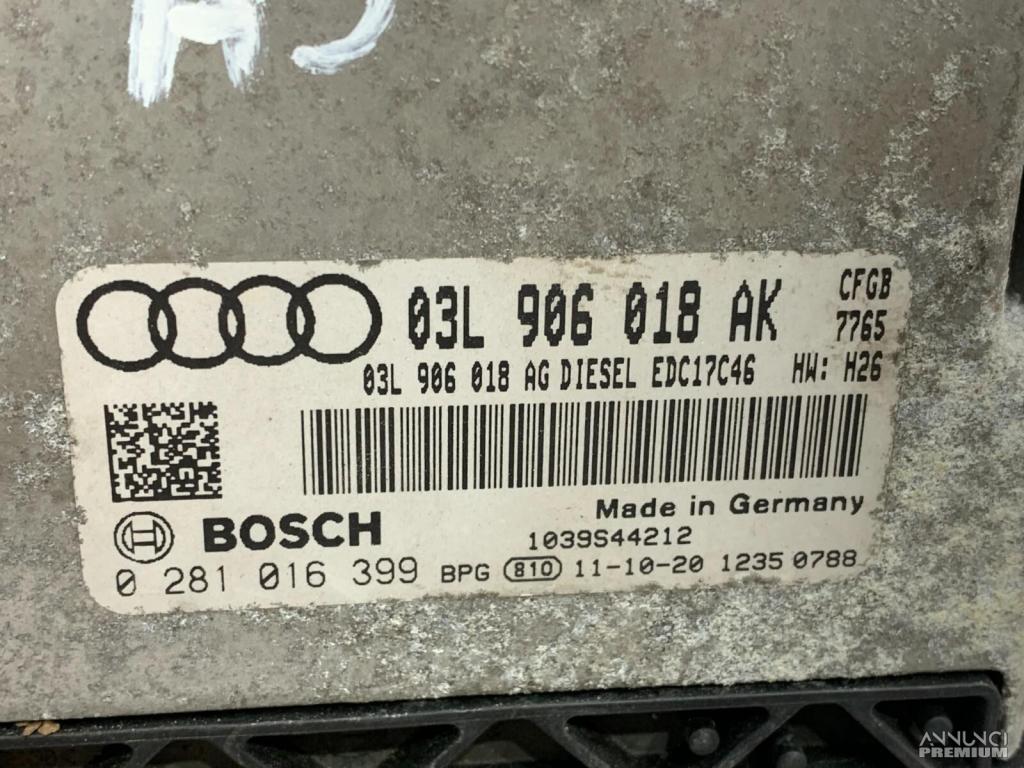 AJ
03L 906 018 AK
CFGB
7765
03L 906 018 AG DIESEL EDC17C46 HW: H26
Made in Germany
BOSCH
1039S44212
0 281 016 399 BPG 810 11-10-20 1235 0788
ANNUNCI
PREMIUM